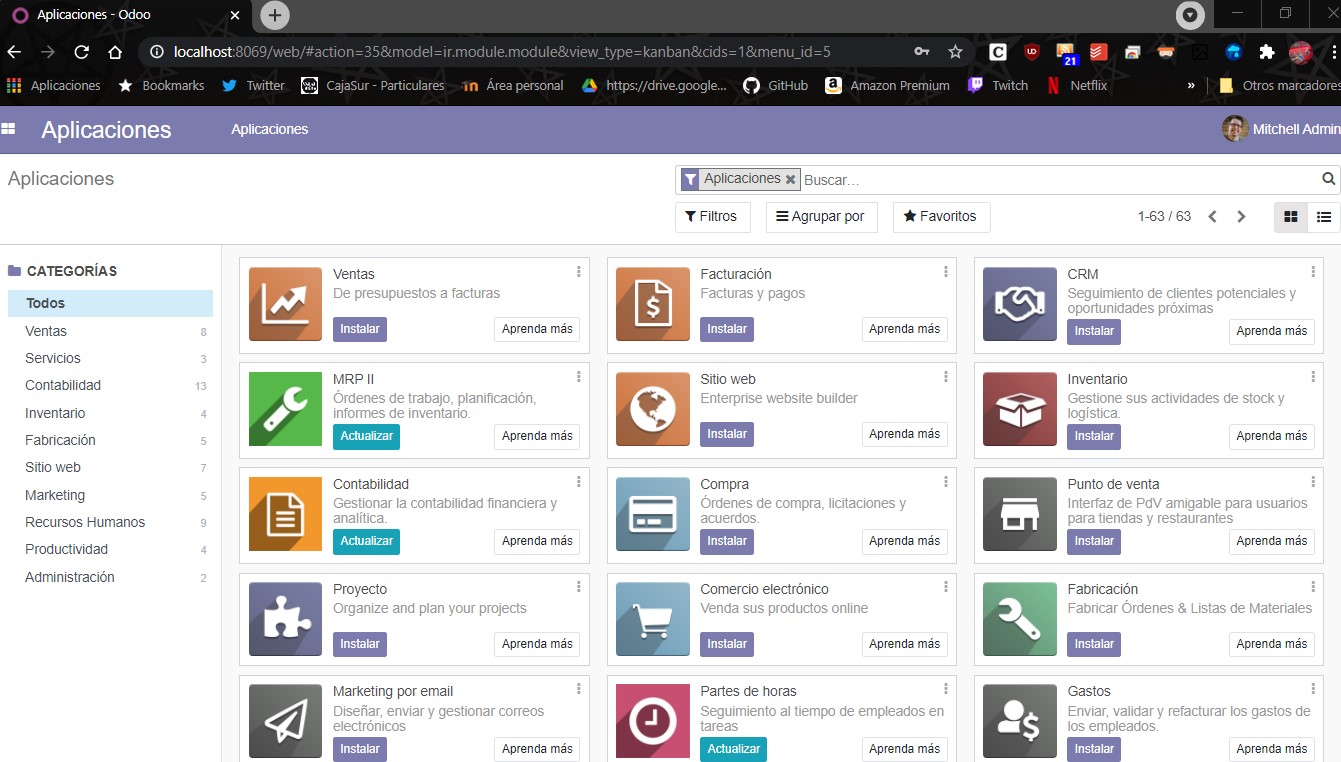 Aplicaciones - Odoo
localhost:8069/web/#action=35&model=ir.module.module&view_type=kanban&cids=1&menu_id=5
21
Aplicaciones
Bookmarks
Twitter
CajaSur - Particulares
Área personal
https://drive.google...
GitHub
Amazon Premium
Twitch
Netflix
»
Otros marcadores
Aplicaciones
Aplicaciones
Mitchell Admin
Aplicaciones
Aplicaciones
Buscar...
Filtros
Agrupar por
Favoritos
1-63 / 63
CATEGORÍAS
Todos
Ventas 8
Servicios 3
Contabilidad 13
Inventario 4
Fabricación 5
Sitio web 7
Marketing 5
Recursos Humanos 9
Productividad 4
Administración 2
Ventas
De presupuestos a facturas
Instalar
Aprenda más
Facturación
Facturas y pagos
Instalar
Aprenda más
CRM
Seguimiento de clientes potenciales y
oportunidades próximas
Instalar
Aprenda más
MRP II
Órdenes de trabajo, planificación,
informes de inventario.
Actualizar
Aprenda más
Sitio web
Enterprise website builder
Instalar
Aprenda más
Inventario
Gestione sus actividades de stock y
logística.
Instalar
Aprenda más
Contabilidad
Gestionar la contabilidad financiera y
analítica.
Actualizar
Aprenda más
Compra
Órdenes de compra, licitaciones y
acuerdos.
Instalar
Aprenda más
Punto de venta
Interfaz de PdV amigable para usuarios
para tiendas y restaurantes
Instalar
Aprenda más
Proyecto
Organize and plan your projects
Instalar
Aprenda más
Comercio electrónico
Venda sus productos online
Instalar
Aprenda más
Fabricación
Fabricar Órdenes & Listas de Materiales
Instalar
Aprenda más
Marketing por email
Diseñar, enviar y gestionar correos
electrónicos
Instalar
Aprenda más
Partes de horas
Seguimiento al tiempo de empleados en
tareas
Actualizar
Aprenda más
Gastos
Enviar, validar y refacturar los gastos de
los empleados.
Instalar
Aprenda más